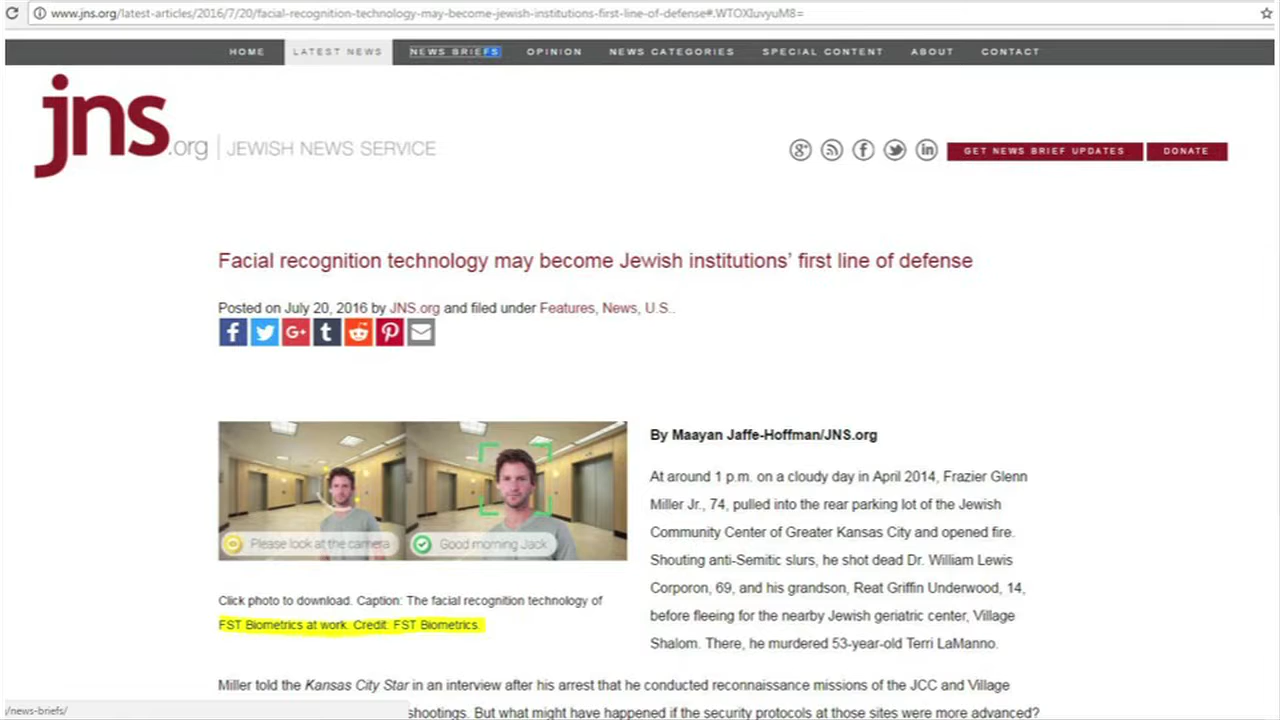 www.jns.org/latest-articles/2016/7/20/facial-recognition-technology-may-become-jewish-institutions-first-line-of-defense#.WTOXIuvyuM8=
HOME LATEST NEWS NEWS BRIEFS OPINION NEWS CATEGORIES SPECIAL CONTENT ABOUT CONTACT
jns.org | JEWISH NEWS SERVICE
GET NEWS BRIEF UPDATES DONATE
Facial recognition technology may become Jewish institutions' first line of defense
Posted on July 20, 2016 by JNS.org and filed under Features, News, U.S..
Please look at the camera
Good morning Jack
Click photo to download. Caption: The facial recognition technology of
FST Biometrics at work. Credit: FST Biometrics.
By Maayan Jaffe-Hoffman/JNS.org
At around 1 p.m. on a cloudy day in April 2014, Frazier Glenn
Miller Jr., 74, pulled into the rear parking lot of the Jewish
Community Center of Greater Kansas City and opened fire.
Shouting anti-Semitic slurs, he shot dead Dr. William Lewis
Corporon, 69, and his grandson, Reat Griffin Underwood, 14,
before fleeing for the nearby Jewish geriatric center, Village
Shalom. There, he murdered 53-year-old Terri LaManno.
Miller told the Kansas City Star in an interview after his arrest that he conducted reconnaissance missions of the JCC and Village
shootings. But what might have happened if the security protocols at those sites were more advanced?
/news-briefs/